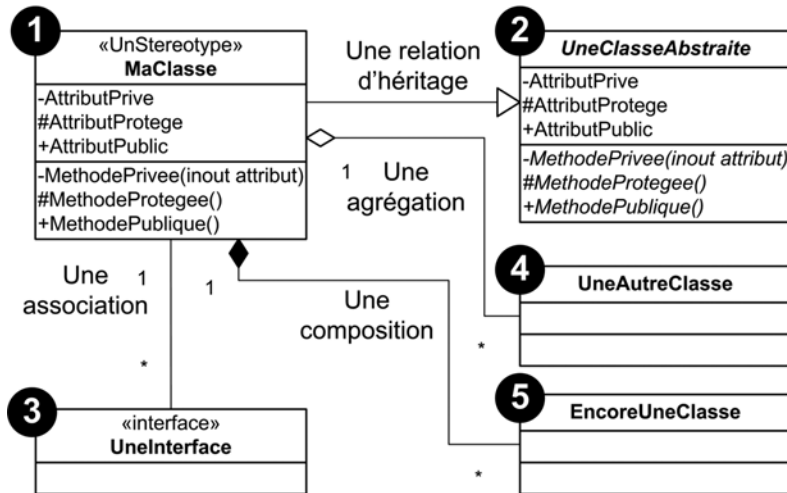 1
«UnStereotype»
MaClasse
-AttributPrive
#AttributProtege
+AttributPublic
-MethodePrivee(inout attribut)
#MethodeProtegee()
+MethodePublique()
Une relation
d'héritage
2
UneClasseAbstraite
-AttributPrive
#AttributProtege
+AttributPublic
-MethodePrivee(inout attribut)
#MethodeProtegee()
+MethodePublique()
1
Une
agrégation
*
4
UneAutreClasse
Une
association
1
*
1
Une
composition
*
3
«interface»
UneInterface
5
EncoreUneClasse